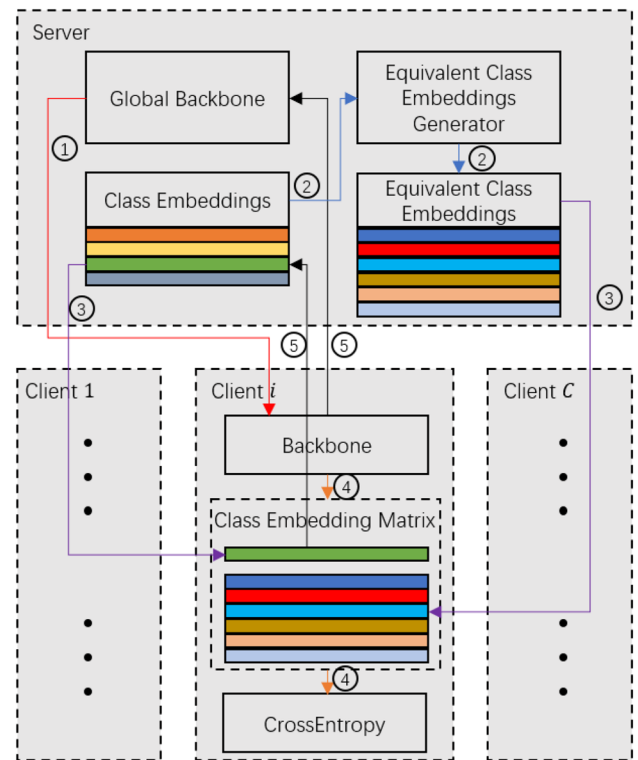 Server
Global Backbone
Equivalent Class
Embeddings
Generator
①
②
②
Class Embeddings
Equivalent Class
Embeddings
③
③
⑤
⑤
Client 1
Client i
Client C
Backbone
④
Class Embedding Matrix
④
CrossEntropy